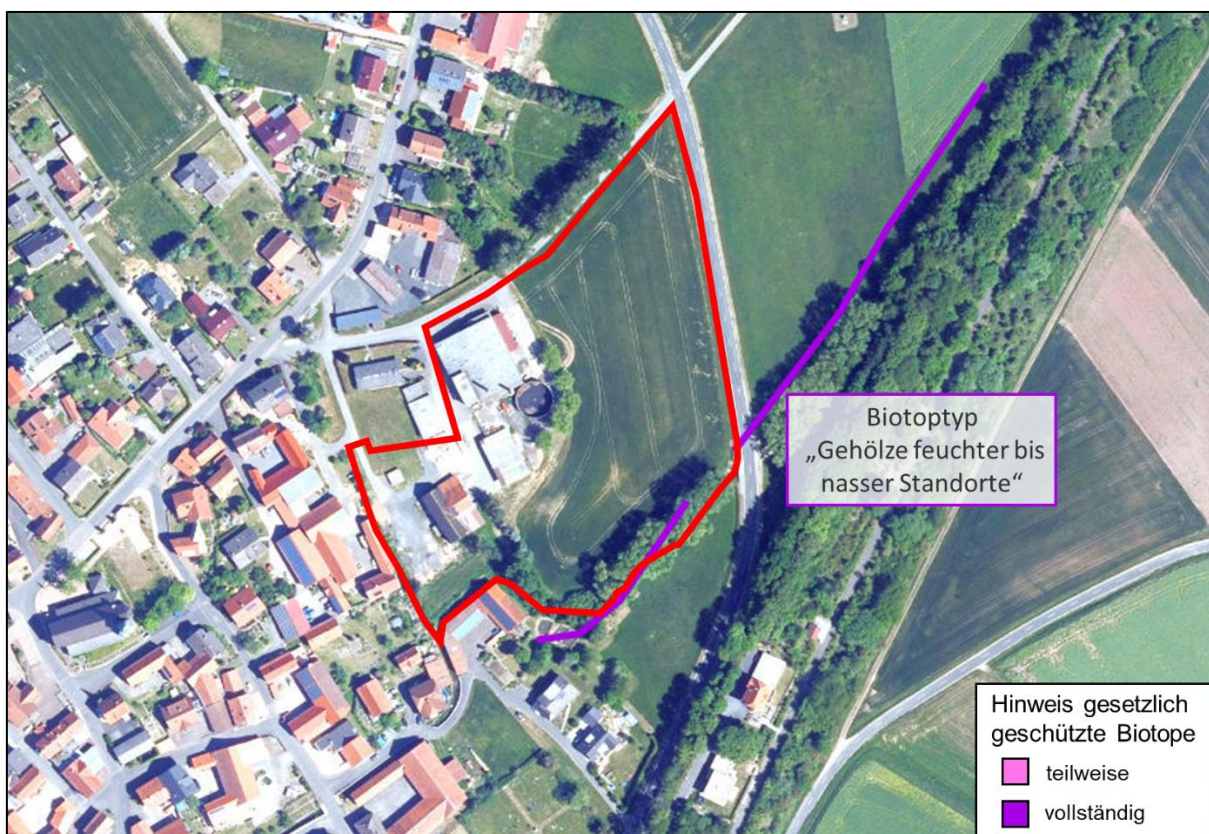 Biotoptyp
„Gehölze feuchter bis
nasser Standorte“
Hinweis gesetzlich
geschützte Biotope
teilweise
vollständig